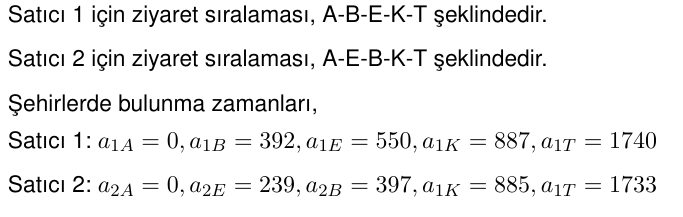 Satıcı 1 için ziyaret sıralaması, A-B-E-K-T şeklindedir.
Satıcı 2 için ziyaret sıralaması, A-E-B-K-T şeklindedir.
Şehirlerde bulunma zamanları,
Satıcı 1: a_{1A} = 0, a_{1B} = 392, a_{1E} = 550, a_{1K} = 887, a_{1T} = 1740
Satıcı 2: a_{2A} = 0, a_{2E} = 239, a_{2B} = 397, a_{1K} = 885, a_{1T} = 1733